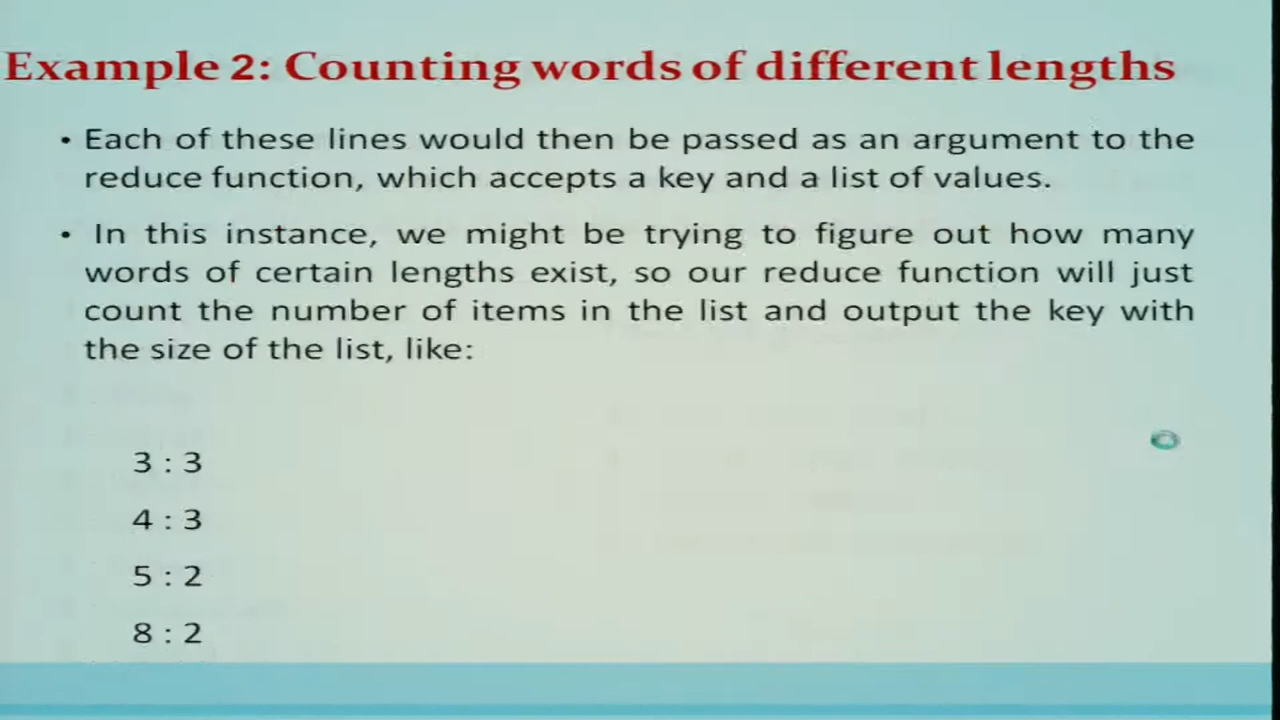 Example 2: Counting words of different lengths
• Each of these lines would then be passed as an argument to the
reduce function, which accepts a key and a list of values.
• In this instance, we might be trying to figure out how many
words of certain lengths exist, so our reduce function will just
count the number of items in the list and output the key with
the size of the list, like:
3 : 3
4 : 3
5 : 2
8 : 2